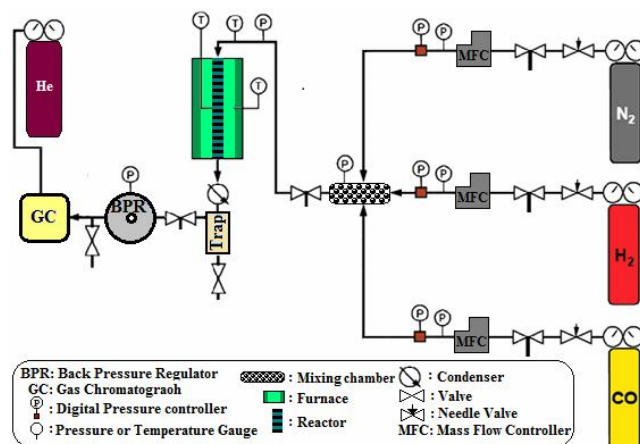 T
T
P
P
P
MFC
N2
He
T
P
P
P
P
MFC
H2
GC
BPR
Trap
P
P
MFC
CO
BPR: Back Pressure Regulator
GC: Gas Chromatograoh
P
: Digital Pressure controller
: Pressure or Temperature Gauge
: Mixing chamber
: Furnace
: Reactor
: Condenser
: Valve
: Needle Valve
MFC: Mass Flow Controller